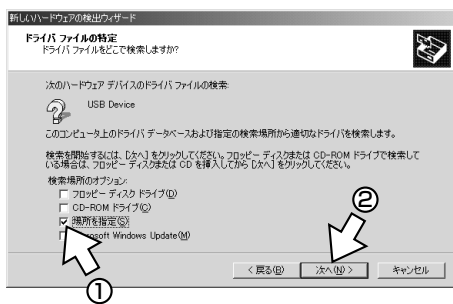 新しいハードウェアの検出ウィザード
ドライバ ファイルの特定
ドライバ ファイルをどこで検索しますか?
次のハードウェア デバイスのドライバ ファイルの検索:
USB Device
このコンピュータ上のドライバ データベースおよび指定の検索場所から適切なドライバを検索します。
検索を開始するには、[次へ] をクリックしてください。フロッピー ディスクまたは CD-ROM ドライブで検索して
いる場合は、フロッピー ディスクまたは CD を挿入してから [次へ] をクリックしてください。
検索場所のオプション:
フロッピー ディスク ドライブ(D)
CD-ROM ドライブ(C)
場所を指定(S)
Microsoft Windows Update(M)
②
< 戻る(B)
次へ(N) >
キャンセル
①